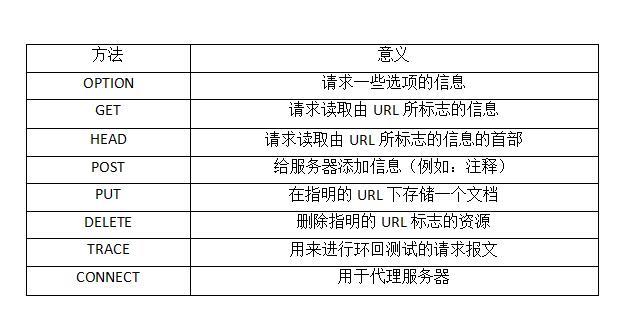 方法 意义
OPTION 请求一些选项的信息
GET 请求读取由 URL 所标志的信息
HEAD 请求读取由 URL 所标志的信息的首部
POST 给服务器添加信息（例如：注释）
PUT 在指明的 URL 下存储一个文档
DELETE 删除指明的 URL 标志的资源
TRACE 用来进行环回测试的请求报文
CONNECT 用于代理服务器